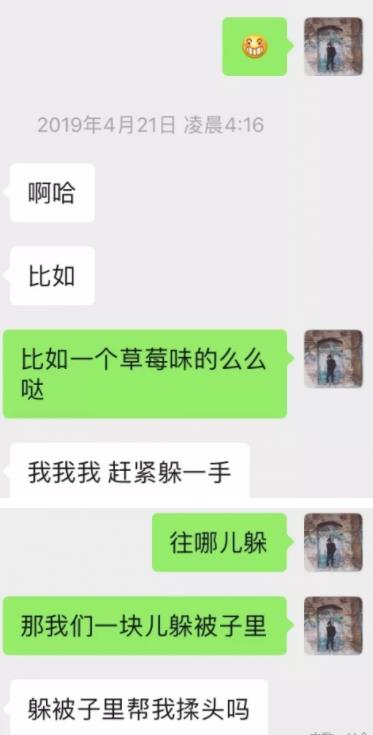 2019年4月21日 凌晨4:16
啊哈
比如
比如一个草莓味的么么
哒
我我我 赶紧躲一手
往哪儿躲
那我们一块儿躲被子里
躲被子里帮我揉头吗